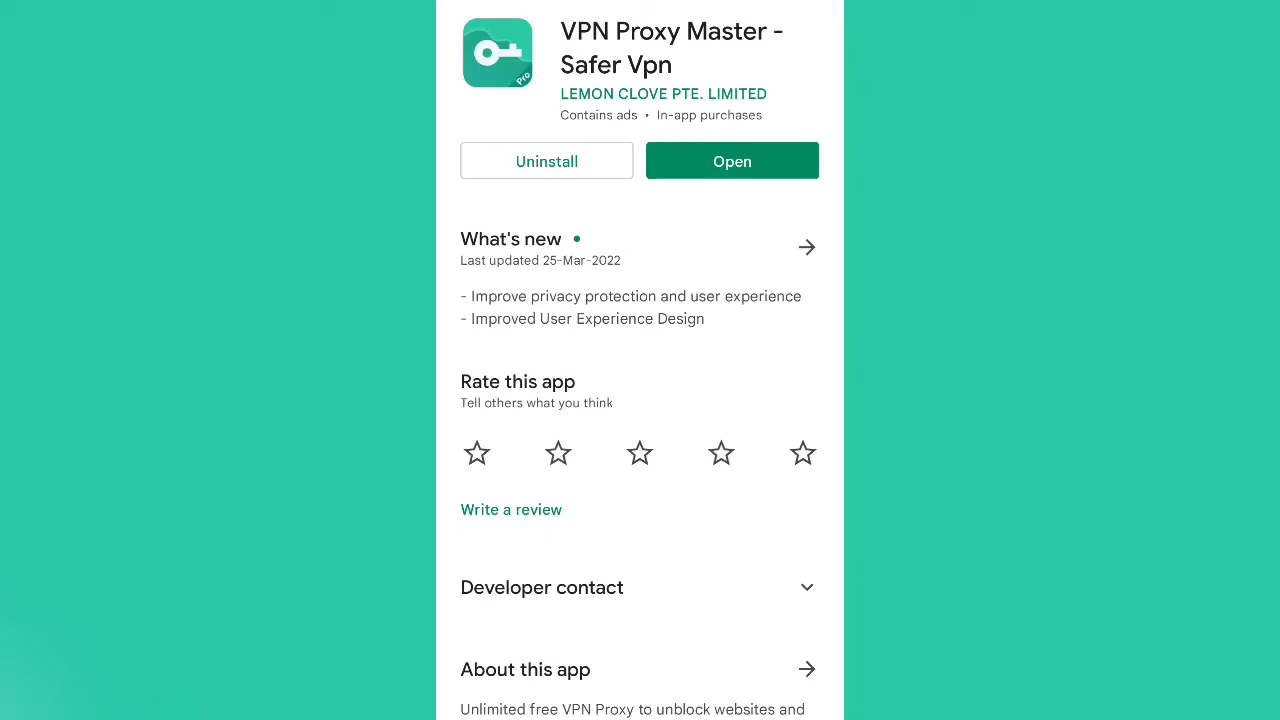 VPN Proxy Master -
Safer Vpn
LEMON CLOVE PTE. LIMITED
Contains ads • In-app purchases
Pro
Uninstall
Open
What's new •
Last updated 25-Mar-2022
- Improve privacy protection and user experience
- Improved User Experience Design
Rate this app
Tell others what you think
Write a review
Developer contact
About this app
Unlimited free VPN Proxy to unblock websites and